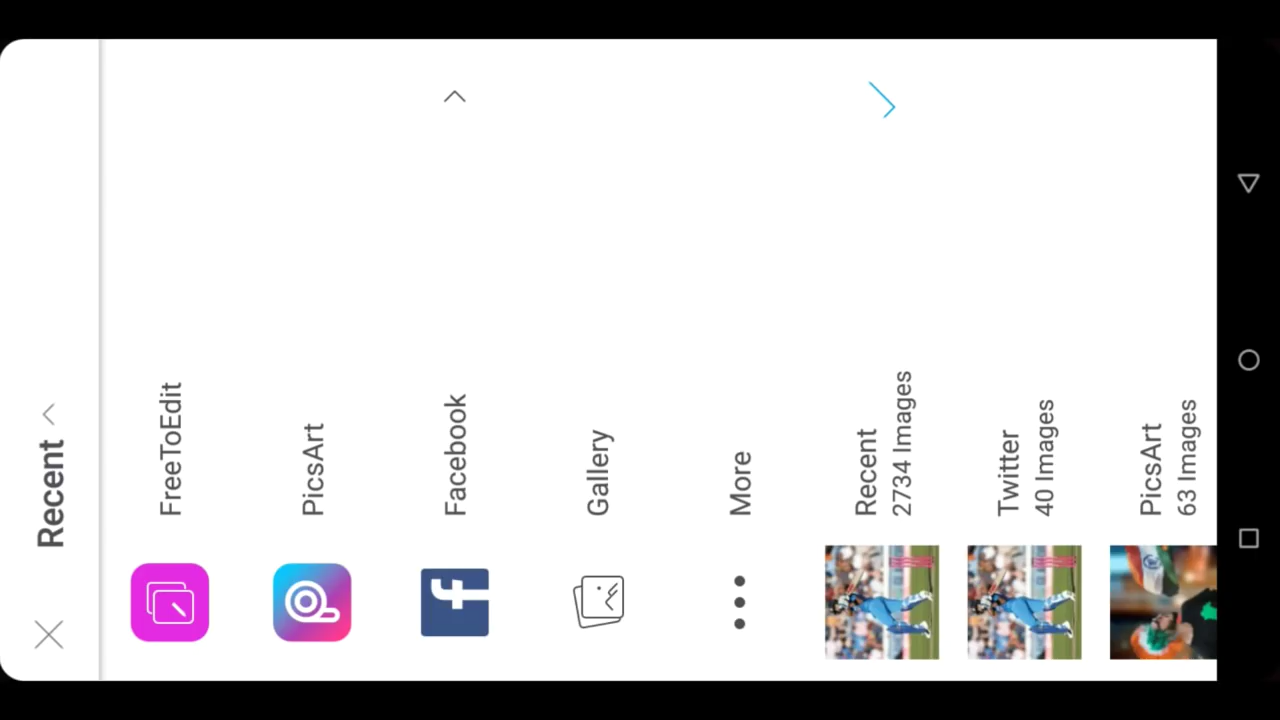 Recent
FreeToEdit
PicsArt
Facebook
Gallery
More
Recent
2734 Images
Twitter
40 Images
PicsArt
63 Images